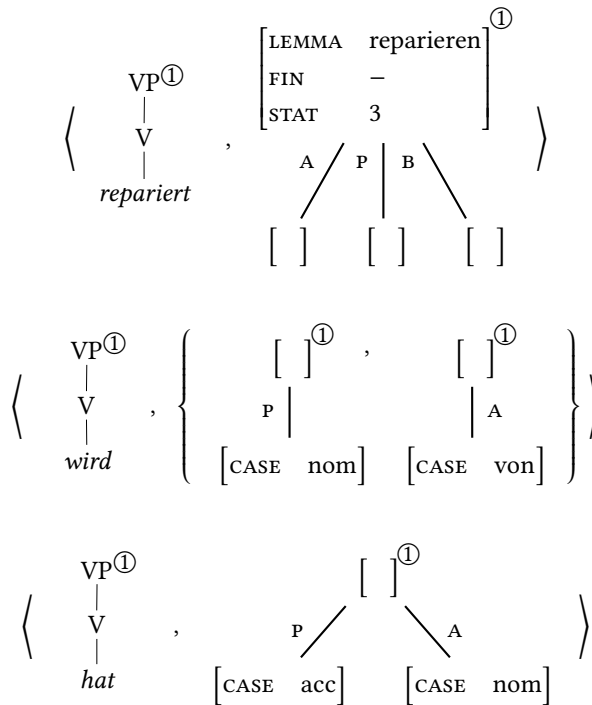 ⟨ VP① V repariert , [LEMMA reparieren FIN – STAT 3]① ⟩
A P B
[ ] [ ] [ ]
⟨ VP① V wird , { [ ]① , [ ]① } ⟩
P A
[CASE nom] [CASE von]
⟨ VP① V hat , [ ]① ⟩
P A
[CASE acc] [CASE nom]